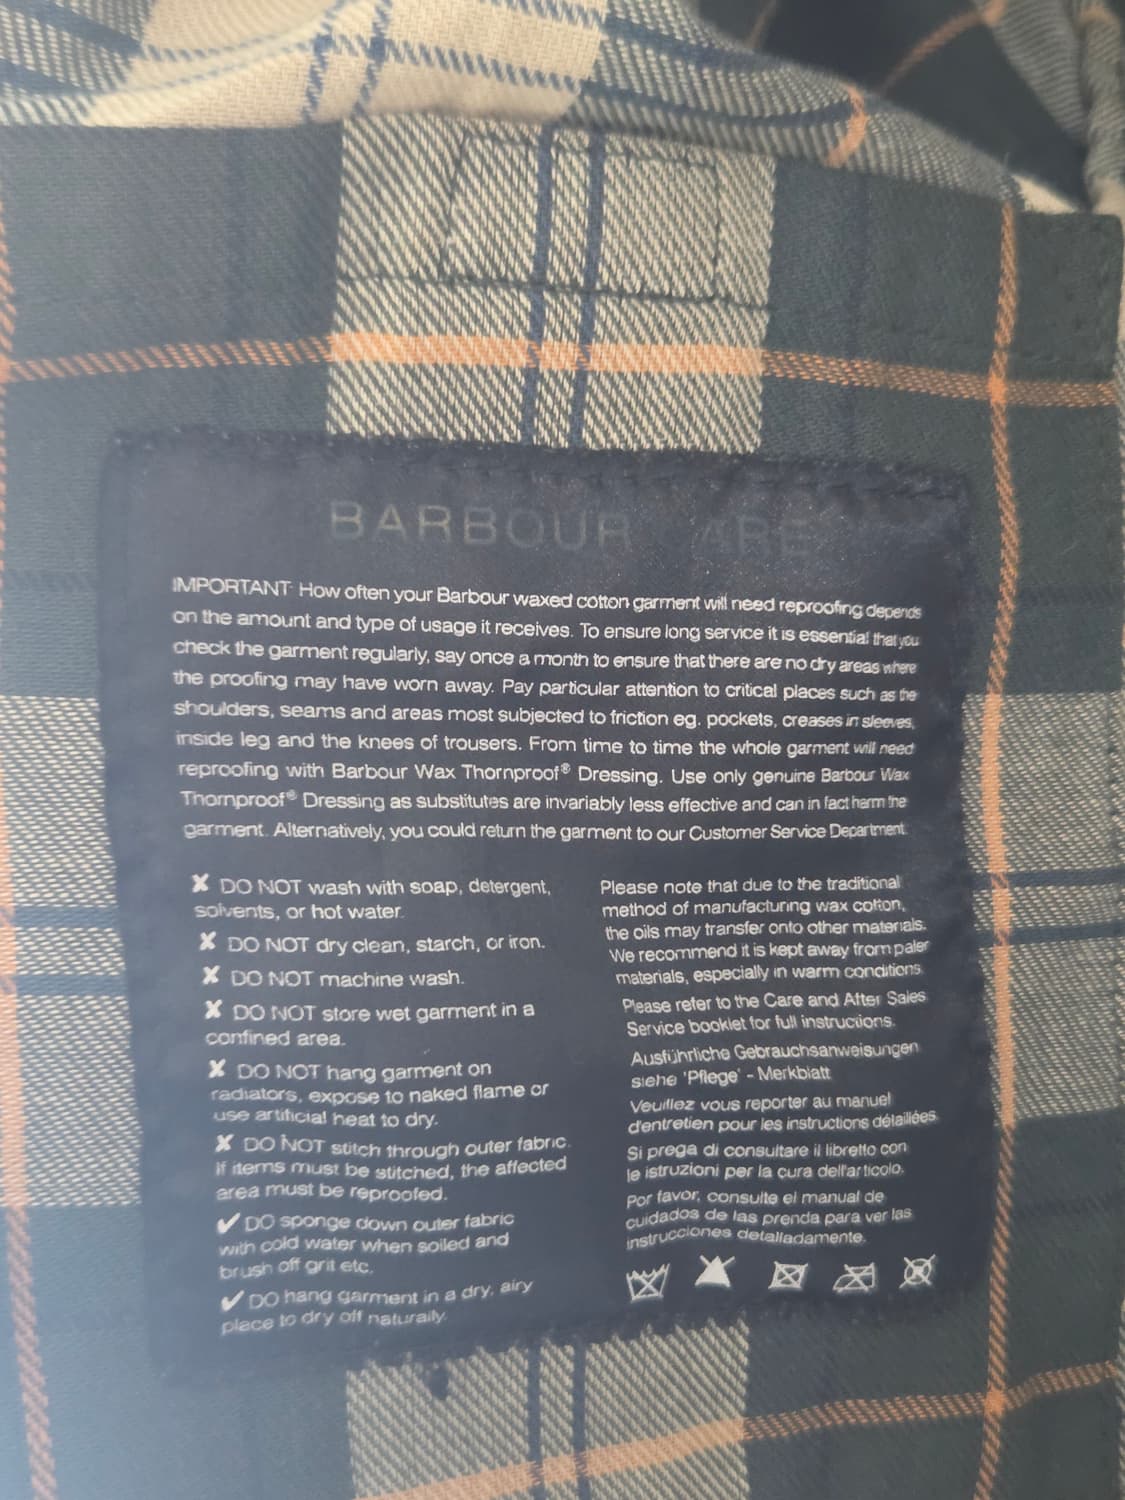 BARBOUR ARE
IMPORTANT: How often your Barbour waxed cotton garment will need reproofing depends
on the amount and type of usage it receives. To ensure long service it is essential that you
check the garment regularly, say once a month to ensure that there are no dry areas where
the proofing may have worn away. Pay particular attention to critical places such as the
shoulders, seams and areas most subjected to friction eg. pockets, creases in sleeves,
inside leg and the knees of trousers. From time to time the whole garment will need
reproofing with Barbour Wax Thornproof® Dressing. Use only genuine Barbour Wax
Thornproof® Dressing as substitutes are invariably less effective and can in fact harm the
garment. Alternatively, you could return the garment to our Customer Service Department.
✘ DO NOT wash with soap, detergent,
solvents, or hot water.
✘ DO NOT dry clean, starch, or iron.
✘ DO NOT machine wash.
✘ DO NOT store wet garment in a
confined area.
✘ DO NOT hang garment on
radiators, expose to naked flame or
use artificial heat to dry.
✘ DO NOT stitch through outer fabric.
If items must be stitched, the affected
area must be reproofed.
✔ DO sponge down outer fabric
with cold water when soiled and
brush off grit etc.
✔ DO hang garment in a dry, airy
place to dry off naturally.
Please note that due to the traditional
method of manufacturing wax cotton,
the oils may transfer onto other materials.
We recommend it is kept away from paler
materials, especially in warm conditions.
Please refer to the Care and After Sales
Service booklet for full instructions.
Ausführliche Gebrauchsanweisungen
siehe 'Pflege' - Merkblatt
Veuillez vous reporter au manuel
d'entretien pour les instructions détaillées.
Si prega di consultare il libretto con
le istruzioni per la cura dell'articolo.
Por favor, consulte el manual de
cuidados de las prenda para ver las
instrucciones detalladamente.